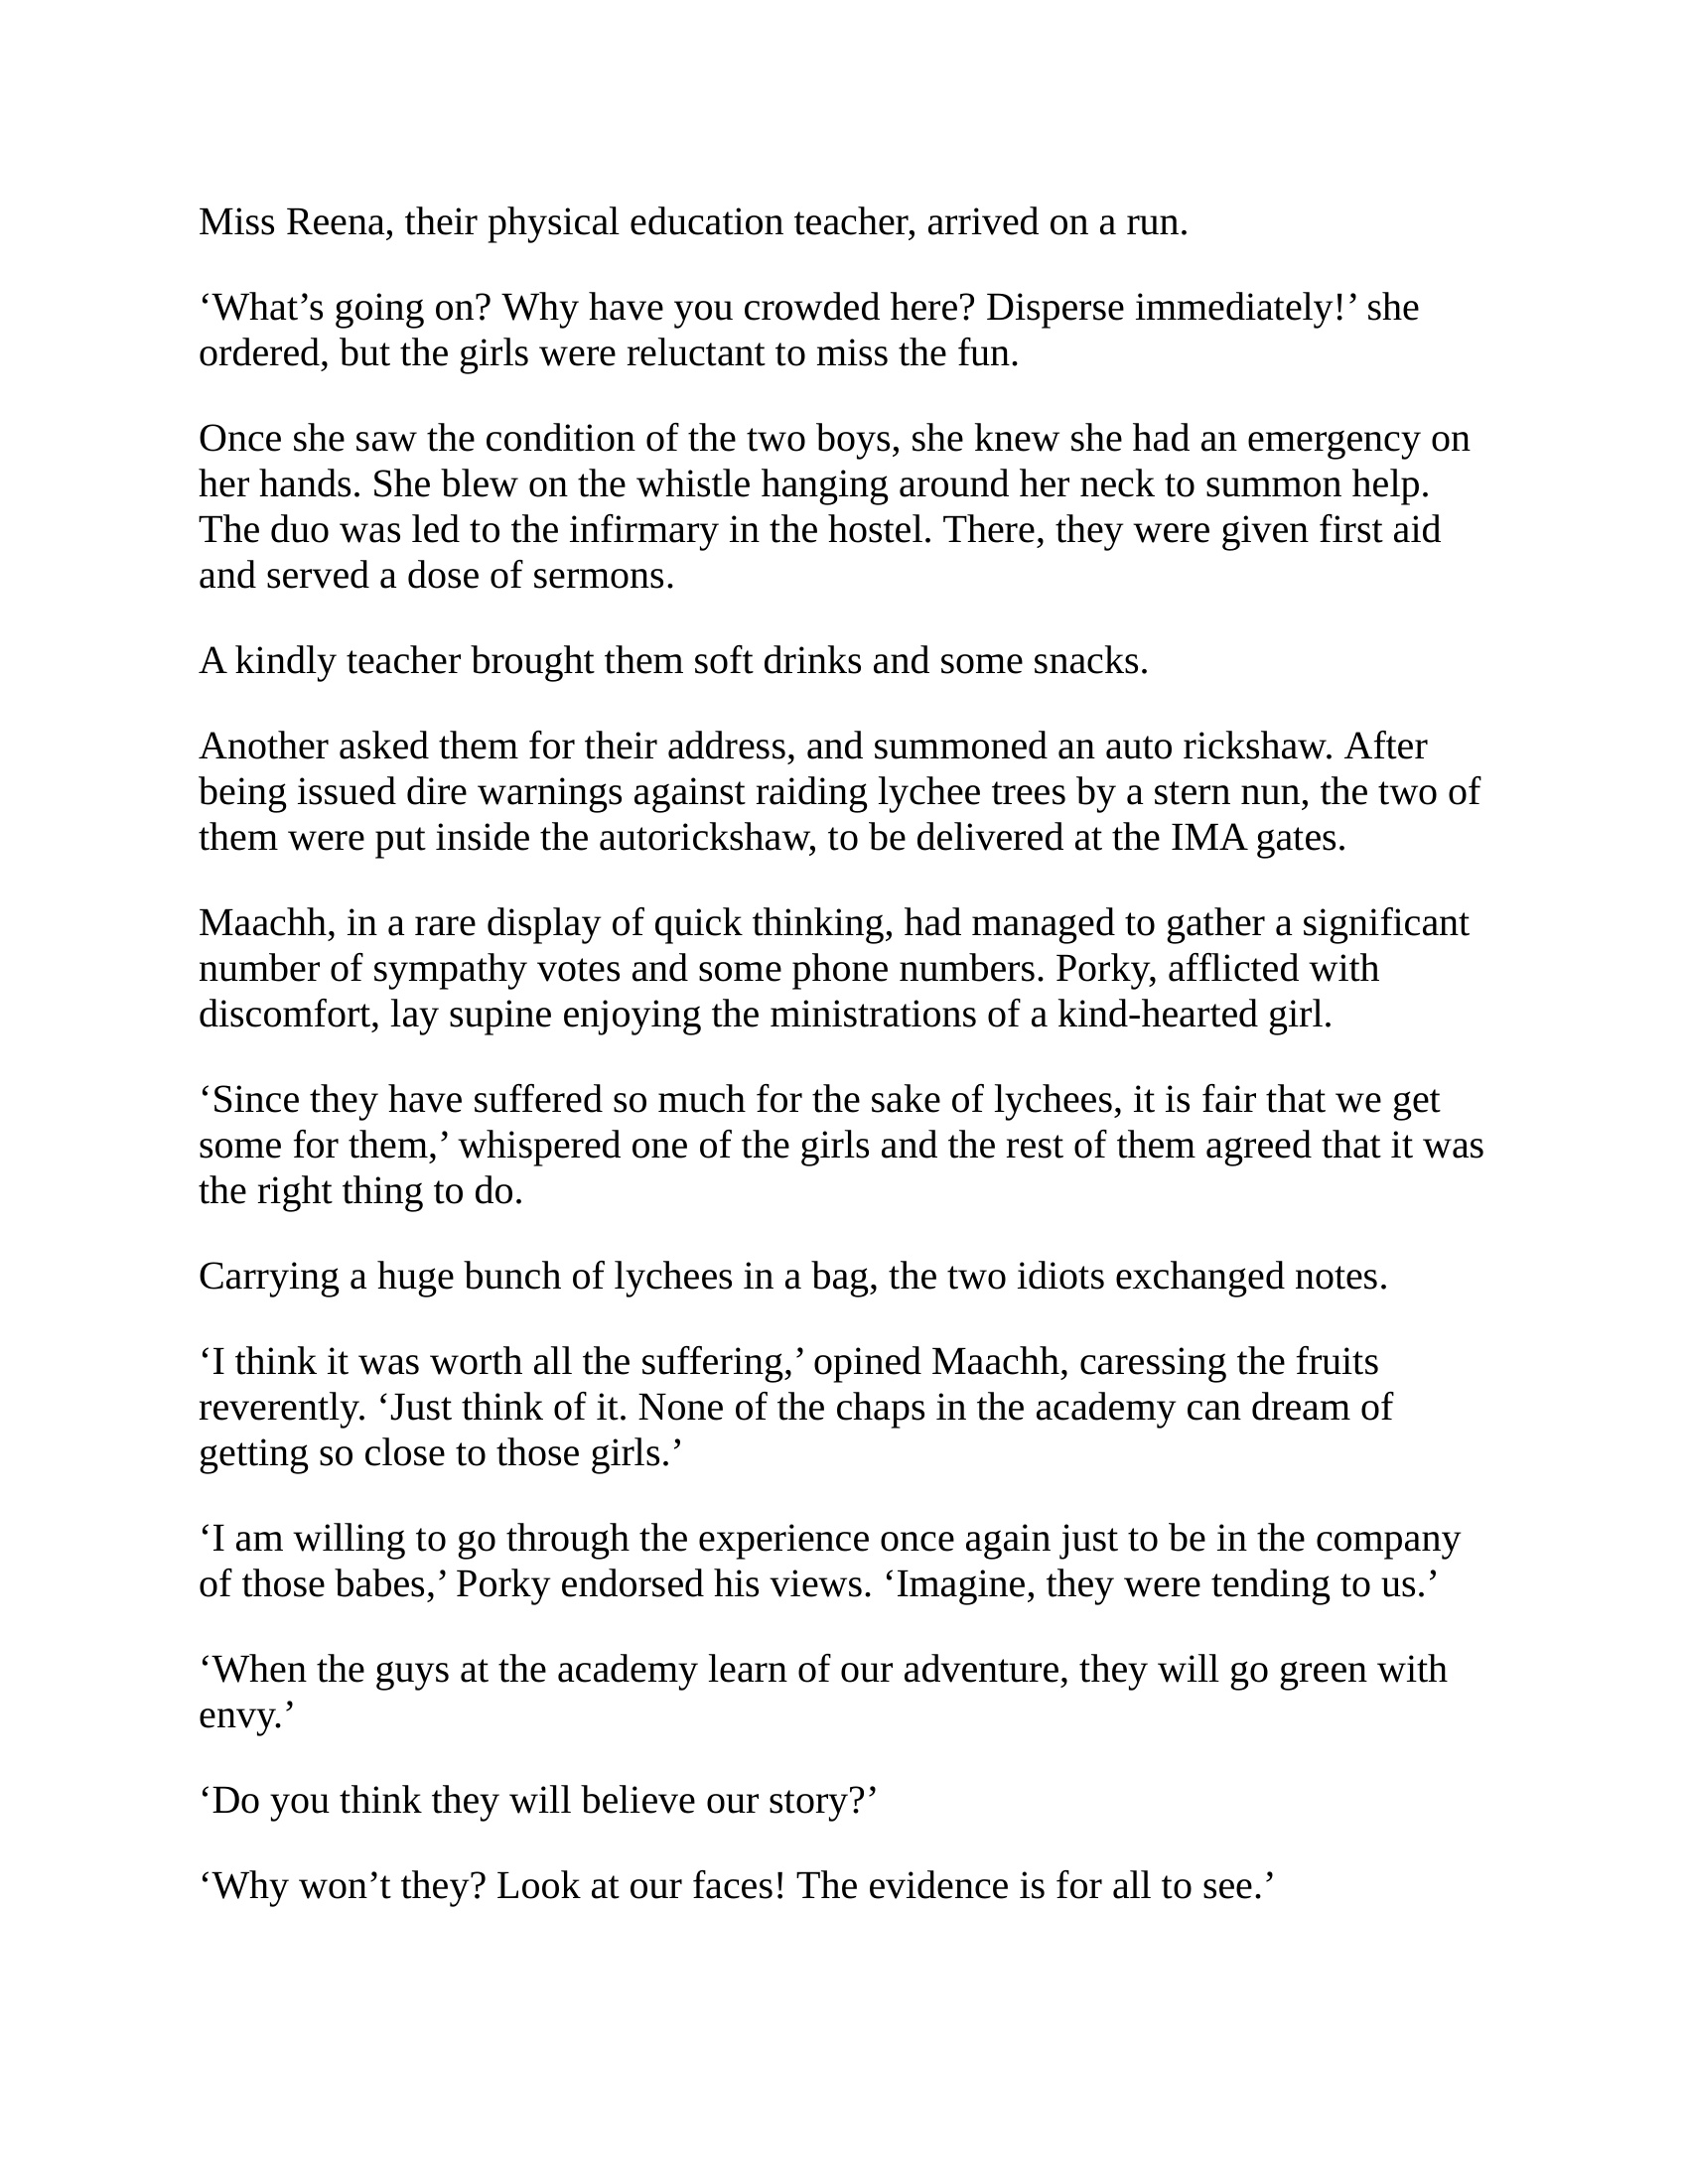 Miss Reena, their physical education teacher, arrived on a run.
‘What’s going on? Why have you crowded here? Disperse immediately!’ she
ordered, but the girls were reluctant to miss the fun.
Once she saw the condition of the two boys, she knew she had an emergency on
her hands. She blew on the whistle hanging around her neck to summon help.
The duo was led to the infirmary in the hostel. There, they were given first aid
and served a dose of sermons.
A kindly teacher brought them soft drinks and some snacks.
Another asked them for their address, and summoned an auto rickshaw. After
being issued dire warnings against raiding lychee trees by a stern nun, the two of
them were put inside the autorickshaw, to be delivered at the IMA gates.
Maachh, in a rare display of quick thinking, had managed to gather a significant
number of sympathy votes and some phone numbers. Porky, afflicted with
discomfort, lay supine enjoying the ministrations of a kind-hearted girl.
‘Since they have suffered so much for the sake of lychees, it is fair that we get
some for them,’ whispered one of the girls and the rest of them agreed that it was
the right thing to do.
Carrying a huge bunch of lychees in a bag, the two idiots exchanged notes.
‘I think it was worth all the suffering,’ opined Maachh, caressing the fruits
reverently. ‘Just think of it. None of the chaps in the academy can dream of
getting so close to those girls.’
‘I am willing to go through the experience once again just to be in the company
of those babes,’ Porky endorsed his views. ‘Imagine, they were tending to us.’
‘When the guys at the academy learn of our adventure, they will go green with
envy.’
‘Do you think they will believe our story?’
‘Why won’t they? Look at our faces! The evidence is for all to see.’